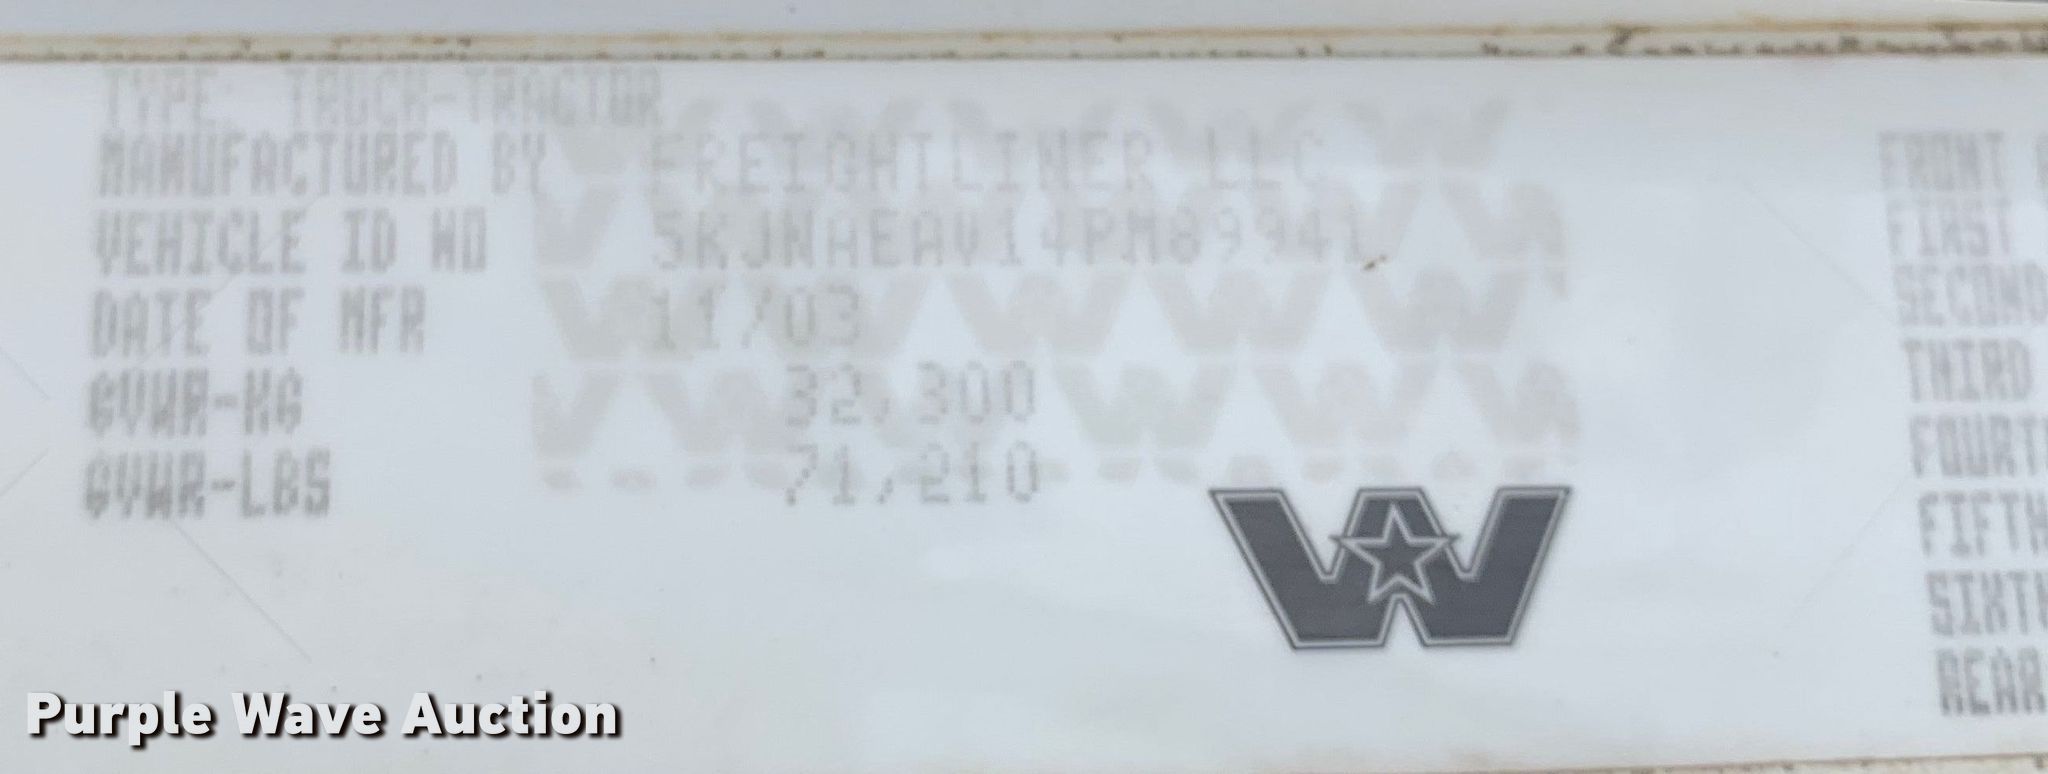 TYPE: TRUCK-TRACTOR
MANUFACTURED BY FREIGHTLINER LLC
VEHICLE ID NO 5KJNAEAV14PM89941
DATE OF MFR 11/03
GVWR-KG 32,300
GVWR-LBS 71,210
FRONT
FIRST
SECOND
THIRD
FOURTH
FIFTH
SIXTH
REAR
Purple Wave Auction